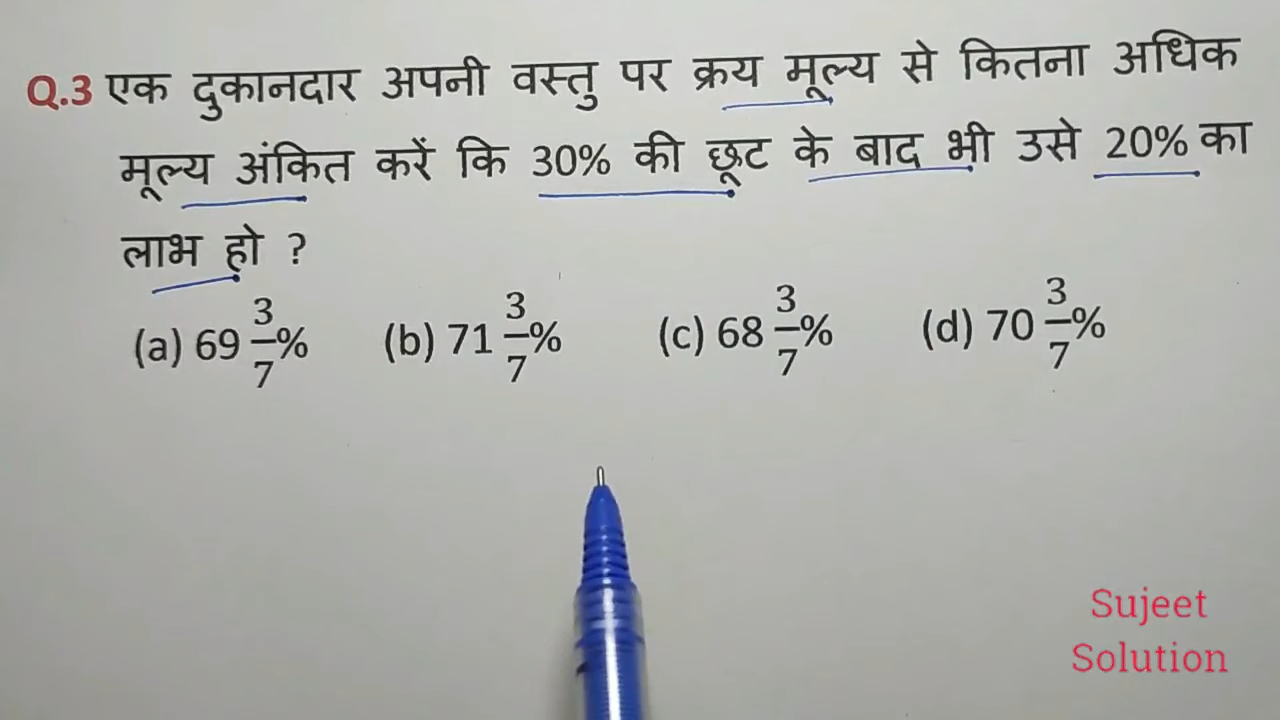 Q.3 एक दुकानदार अपनी वस्तु पर क्रय मूल्य से कितना अधिक
मूल्य अंकित करें कि 30% की छूट के बाद भी उसे 20% का
लाभ हो ?
(a) 69 3/7% (b) 71 3/7% (c) 68 3/7% (d) 70 3/7%
Sujeet
Solution